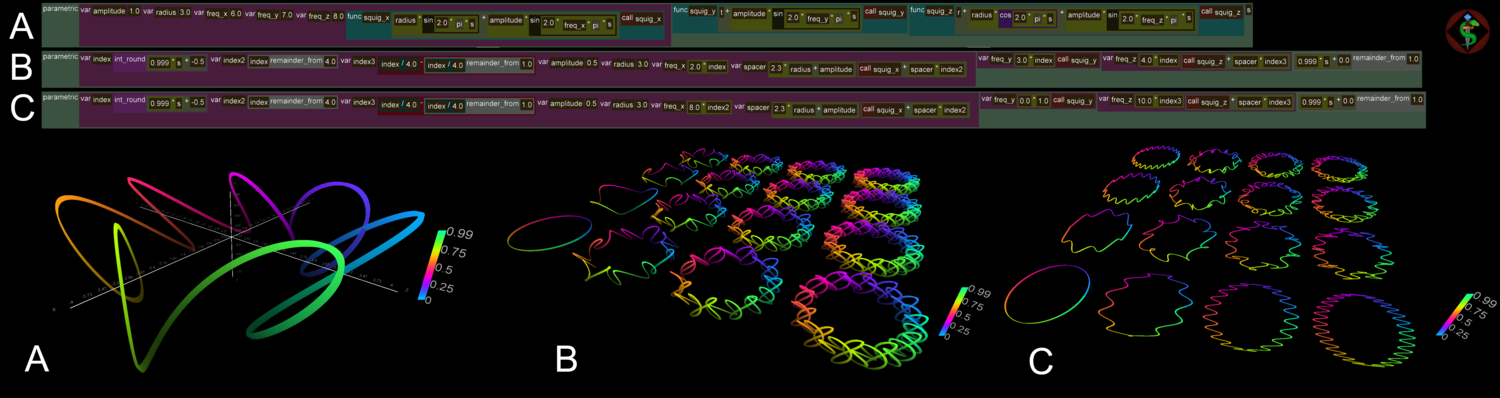 A
parametric var amplitude 1.0 var radius 3.0 var freq_x 6.0 var freq_y 7.0 var freq_z 8.0 func squig_x radius * sin 2.0 * pi * s + amplitude * sin 2.0 * freq_x * pi * s call squig_x func squig_y t + amplitude * sin 2.0 * freq_y * pi * s call squig_y func squig_z r + radius * cos 2.0 * pi * s + amplitude * sin 2.0 * freq_z * pi * s call squig_z s
B
parametric var index int_round 0.999 * s + -0.5 var index2 index remainder_from 4.0 var index3 index / 4.0 - index / 4.0 remainder_from 1.0 var amplitude 0.5 var radius 3.0 var freq_x 2.0 * index var spacer 2.3 * radius + amplitude call squig_x + spacer * index2 var freq_y 3.0 * index call squig_y var freq_z 4.0 * index call squig_z + spacer * index3 0.999 * s + 0.0 remainder_from 1.0
C
parametric var index int_round 0.999 * s + -0.5 var index2 index remainder_from 4.0 var index3 index / 4.0 - index / 4.0 remainder_from 1.0 var amplitude 0.5 var radius 3.0 var freq_x 8.0 * index2 var spacer 2.3 * radius + amplitude call squig_x + spacer * index2 var freq_y 0.0 * 1.0 call squig_y var freq_z 10.0 * index3 call squig_z + spacer * index3 0.999 * s + 0.0 remainder_from 1.0
0.99
0.75
0.5
0.25
0
A
0.99
0.75
0.5
0.25
0
B
0.99
0.75
0.5
0.25
0
C